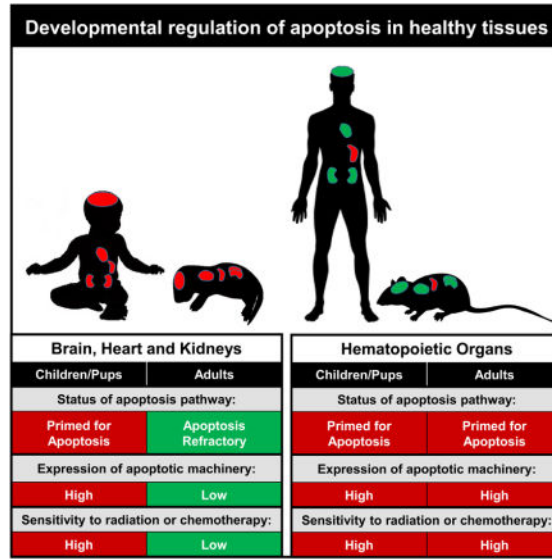 Developmental regulation of apoptosis in healthy tissues
Brain, Heart and Kidneys
Children/Pups Adults
Status of apoptosis pathway:
Primed for Apoptosis
Apoptosis Refractory
Expression of apoptotic machinery:
High Low
Sensitivity to radiation or chemotherapy:
High Low
Hematopoietic Organs
Children/Pups Adults
Status of apoptosis pathway:
Primed for Apoptosis
Primed for Apoptosis
Expression of apoptotic machinery:
High High
Sensitivity to radiation or chemotherapy:
High High